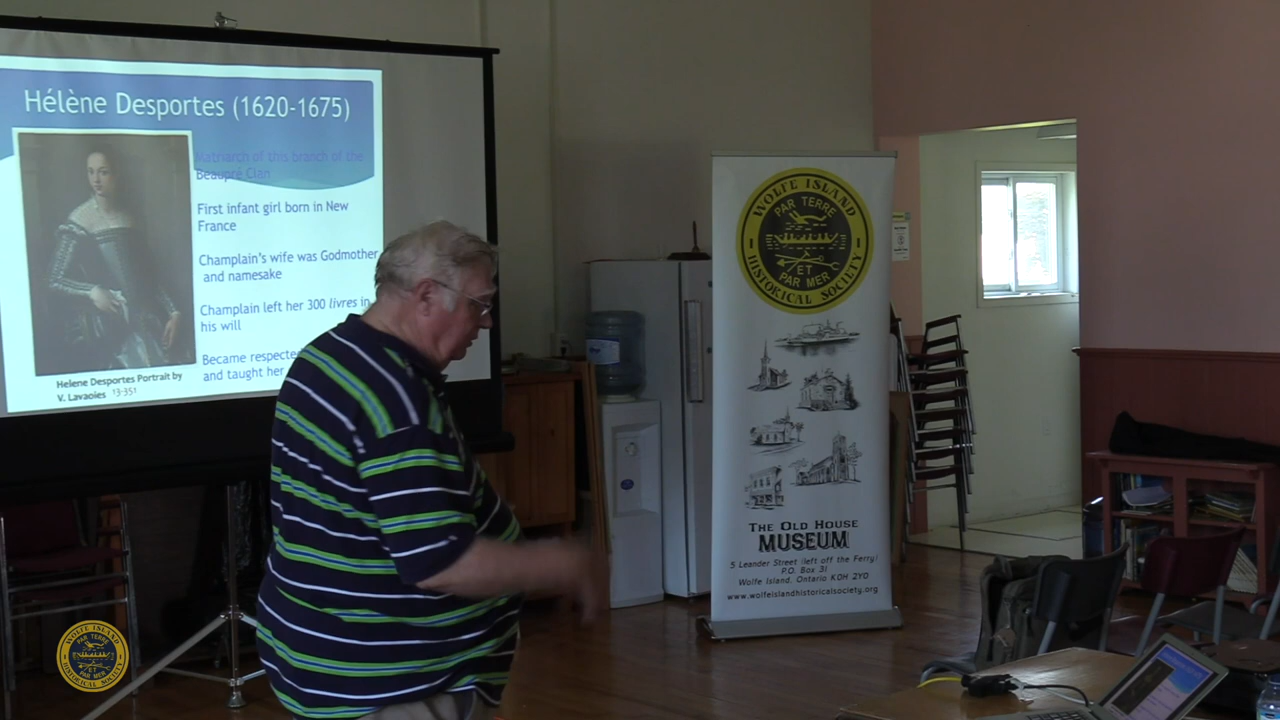 Hélène Desportes (1620-1675)
Matriarch of this branch of the
Beaupré Clan
First infant girl born in New
France
Champlain's wife was Godmother
and namesake
Champlain left her 300 livres in
his will
Became respected
and taught her
Helene Desportes Portrait by
V. Lavaoies 13-351
WOLFE ISLAND
PAR TERRE
ET
PAR MER
HISTORICAL SOCIETY
THE OLD HOUSE
MUSEUM
5 Leander Street (left off the Ferry)
P.O. Box 31
Wolfe Island, Ontario K0H 2Y0
www.wolfeislandhistoricalsociety.org
WOLFE ISLAND
PAR TERRE
ET
PAR MER
HISTORICAL SOCIETY